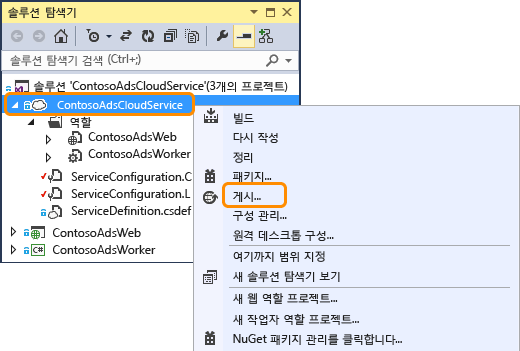 솔루션 탐색기
솔루션 탐색기 검색 (Ctrl+;)
솔루션 'ContosoAdsCloudService'(3개의 프로젝트)
ContosoAdsCloudService
역할
ContosoAdsWeb
ContosoAdsWorker
ServiceConfiguration.C
ServiceConfiguration.L
ServiceDefinition.csdef
ContosoAdsWeb
C# ContosoAdsWorker
빌드
다시 작성
정리
패키지...
게시...
구성 관리...
원격 데스크톱 구성...
여기까지 범위 지정
새 솔루션 탐색기 보기
새 웹 역할 프로젝트...
새 작업자 역할 프로젝트...
NuGet 패키지 관리를 클릭합니다...